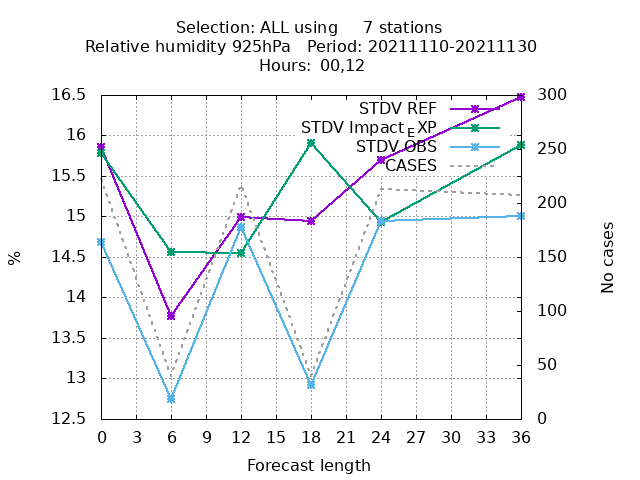 Selection: ALL using     7 stations
Relative humidity 925hPa   Period: 20211110-20211130
Hours: 00,12
16.5
16
15.5
15
14.5
14
13.5
13
12.5
300
250
200
150
100
50
0
STDV REF
STDV Impact_EXP
STDV OBS
CASES
%
No cases
0 3 6 9 12 15 18 21 24 27 30 33 36
Forecast length